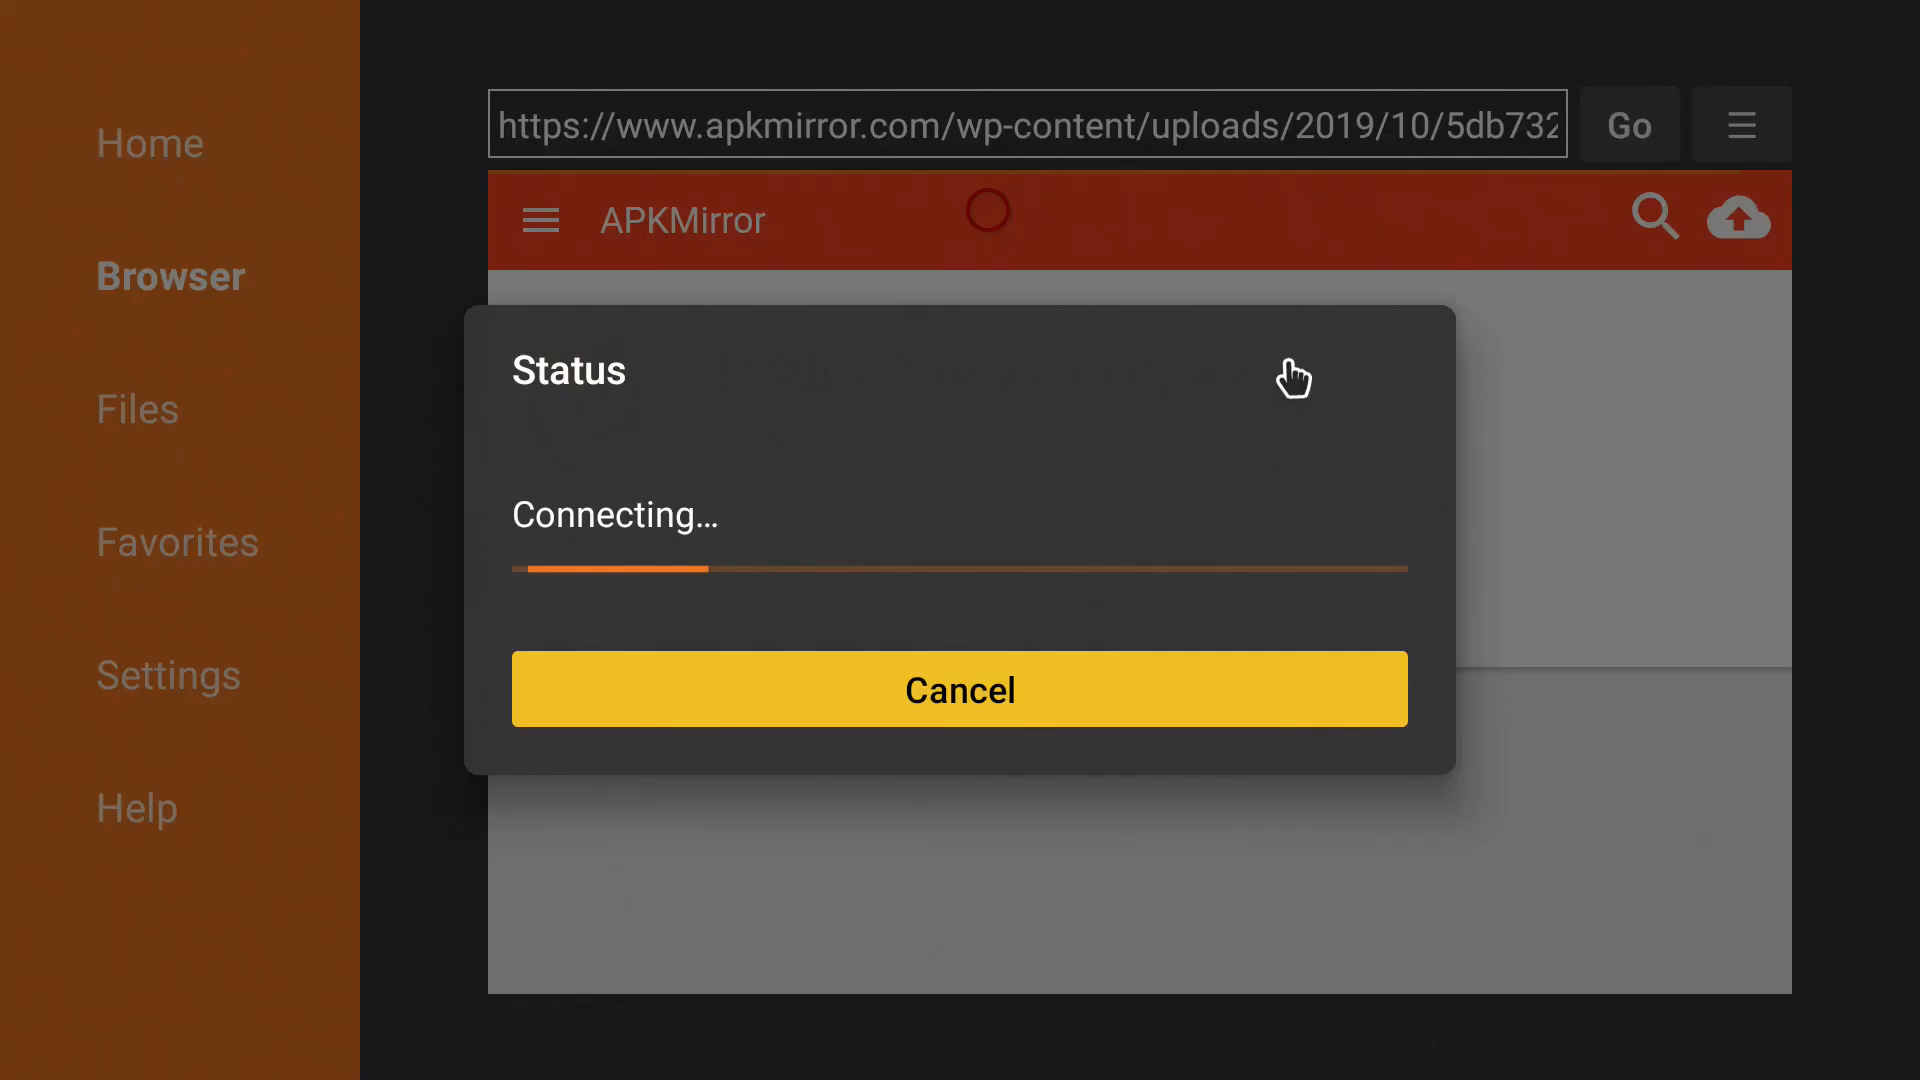 Home
Browser
Files
Favorites
Settings
Help
https://www.apkmirror.com/wp-content/uploads/2019/10/5db732
Go
APKMirror
Status
Connecting...
Cancel